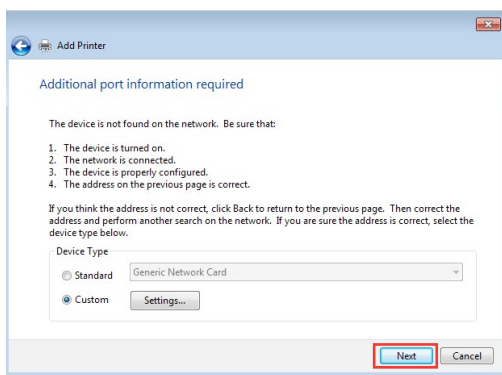 Add Printer
Additional port information required
The device is not found on the network. Be sure that:
1. The device is turned on.
2. The network is connected.
3. The device is properly configured.
4. The address on the previous page is correct.
If you think the address is not correct, click Back to return to the previous page. Then correct the
address and perform another search on the network. If you are sure the address is correct, select the
device type below.
Device Type
Standard Generic Network Card
Custom Settings...
Next Cancel